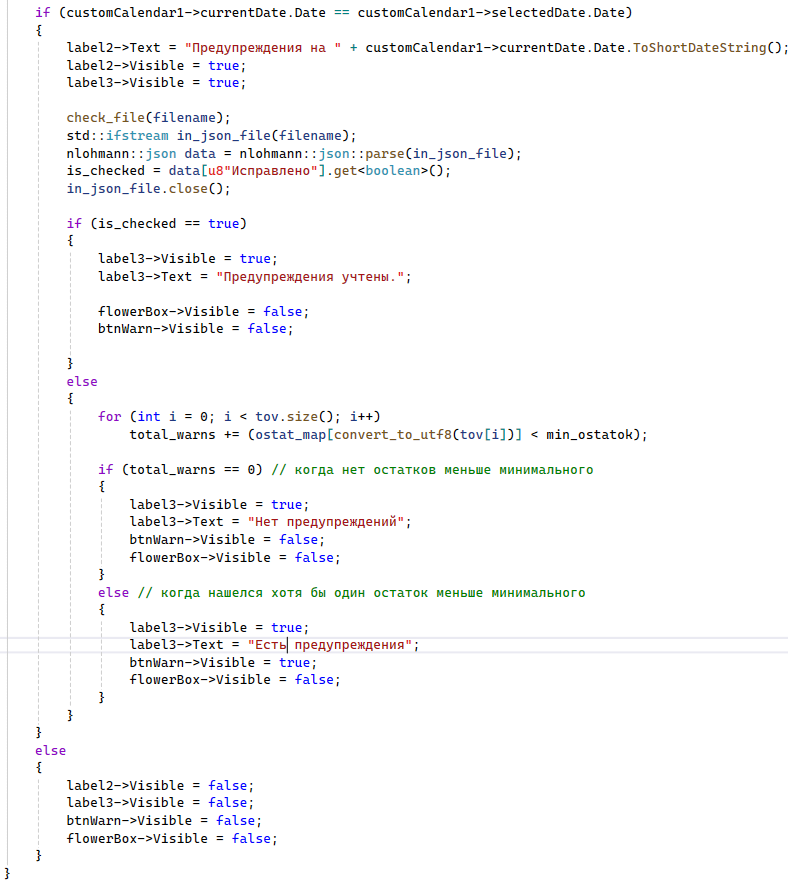 if (customCalendar1->currentDate.Date == customCalendar1->selectedDate.Date)
{
label2->Text = "Предупреждения на " + customCalendar1->currentDate.Date.ToShortDateString();
label2->Visible = true;
label3->Visible = true;
check_file(filename);
std::ifstream in_json_file(filename);
nlohmann::json data = nlohmann::json::parse(in_json_file);
is_checked = data[u8"Исправлено"].get<boolean>();
in_json_file.close();
if (is_checked == true)
{
label3->Visible = true;
label3->Text = "Предупреждения учтены.";
flowerBox->Visible = false;
btnWarn->Visible = false;
}
else
{
for (int i = 0; i < tov.size(); i++)
total_warns += (ostat_map[convert_to_utf8(tov[i])] < min_ostatok);
if (total_warns == 0) // когда нет остатков меньше минимального
{
label3->Visible = true;
label3->Text = "Нет предупреждений";
btnWarn->Visible = false;
flowerBox->Visible = false;
}
else // когда нашелся хотя бы один остаток меньше минимального
{
label3->Visible = true;
label3->Text = "Есть предупреждения";
btnWarn->Visible = true;
flowerBox->Visible = false;
}
}
}
else
{
label2->Visible = false;
label3->Visible = false;
btnWarn->Visible = false;
flowerBox->Visible = false;
}
}